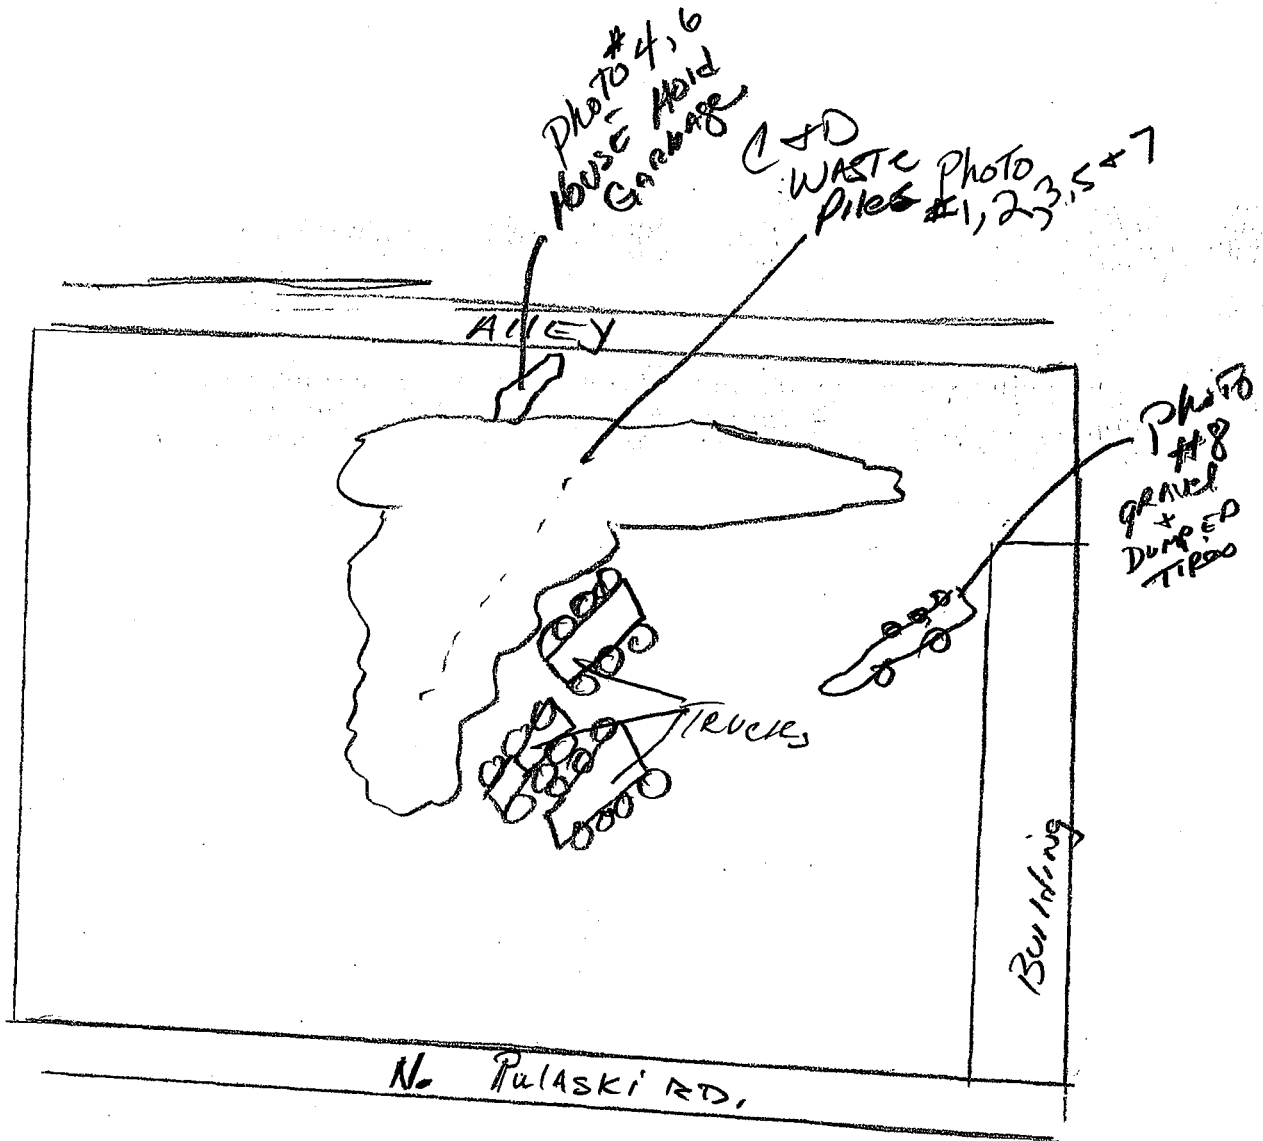 Photo # 4, 6
HOUSE HOLD
GARBAGE
C + D
WASTE Photo
Piles #1, 2, 3, 5 + 7
AllEy
Photo
#8
GRAVEL
+
DUMPED
TIRES
TRUCKS
Building
N. PulASKi RD.